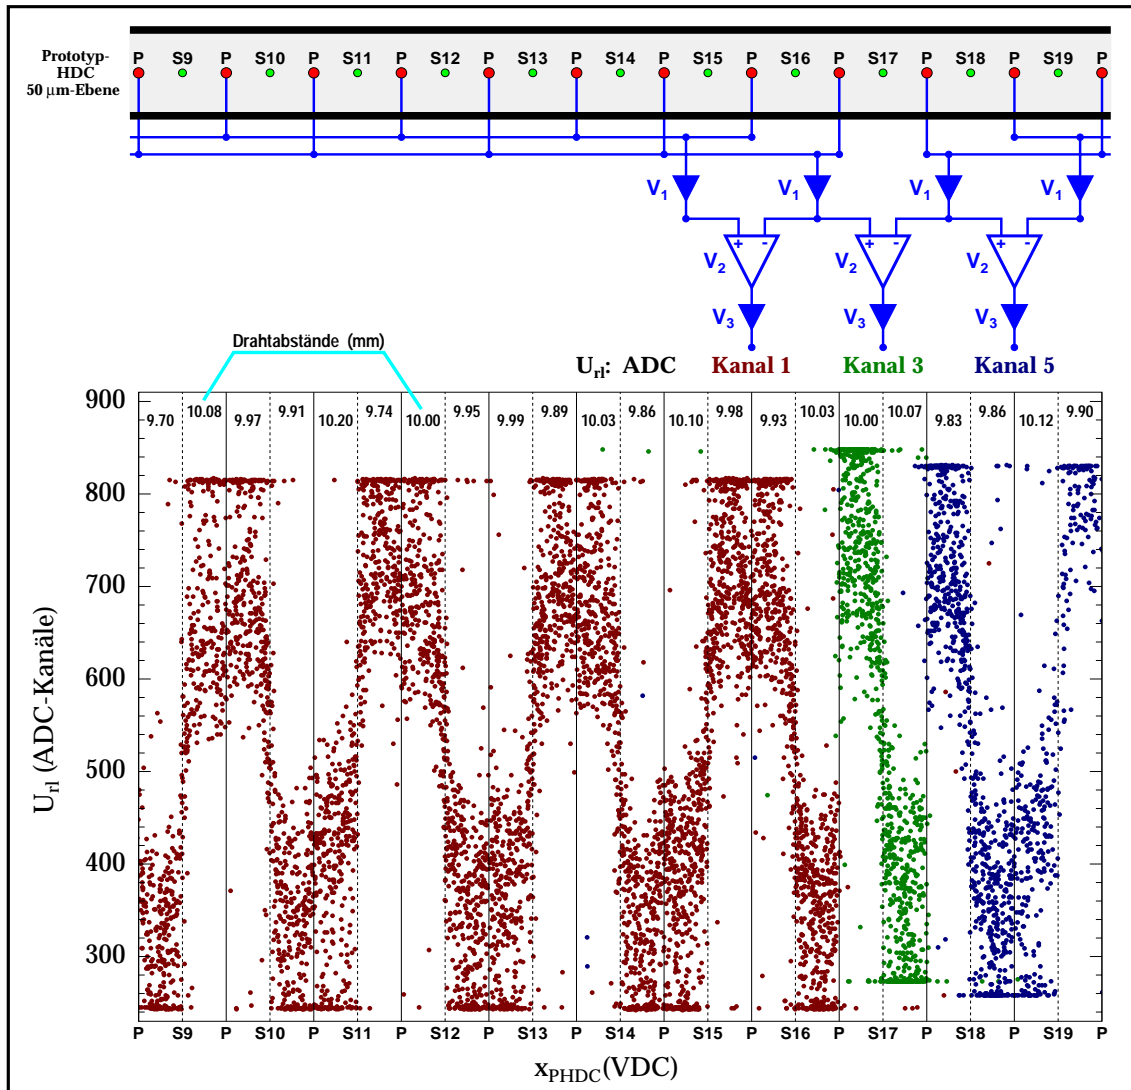 Prototyp-
HDC
50 µm-Ebene
P S9 P S10 P S11 P S12 P S13 P S14 P S15 P S16 P S17 P S18 P S19 P
V1 V1 V1 V1
+ - + - + -
V2 V2 V2
V3 V3 V3
Drahtabstände (mm)
Url: ADC Kanal 1 Kanal 3 Kanal 5
9.70 10.08 9.97 9.91 10.20 9.74 10.00 9.95 9.99 9.89 10.03 9.86 10.10 9.98 9.93 10.03 10.00 10.07 9.83 9.86 10.12 9.90
900
800
700
600
500
400
300
Url (ADC-Kanäle)
P S9 P S10 P S11 P S12 P S13 P S14 P S15 P S16 P S17 P S18 P S19 P
xPHDC(VDC)